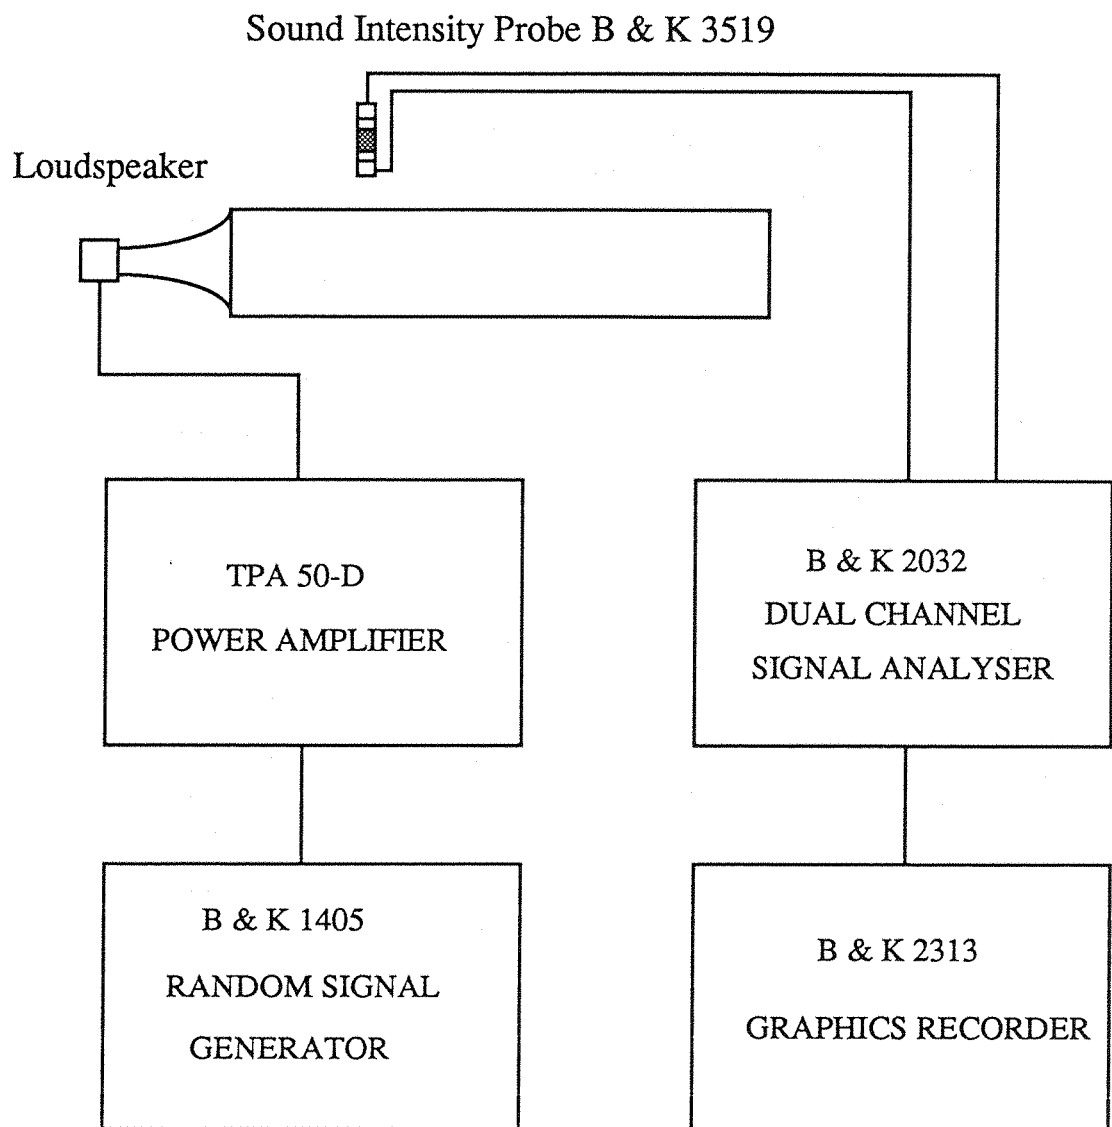 Sound Intensity Probe B & K 3519
Loudspeaker
TPA 50-D
POWER AMPLIFIER
B & K 2032
DUAL CHANNEL
SIGNAL ANALYSER
B & K 1405
RANDOM SIGNAL
GENERATOR
B & K 2313
GRAPHICS RECORDER